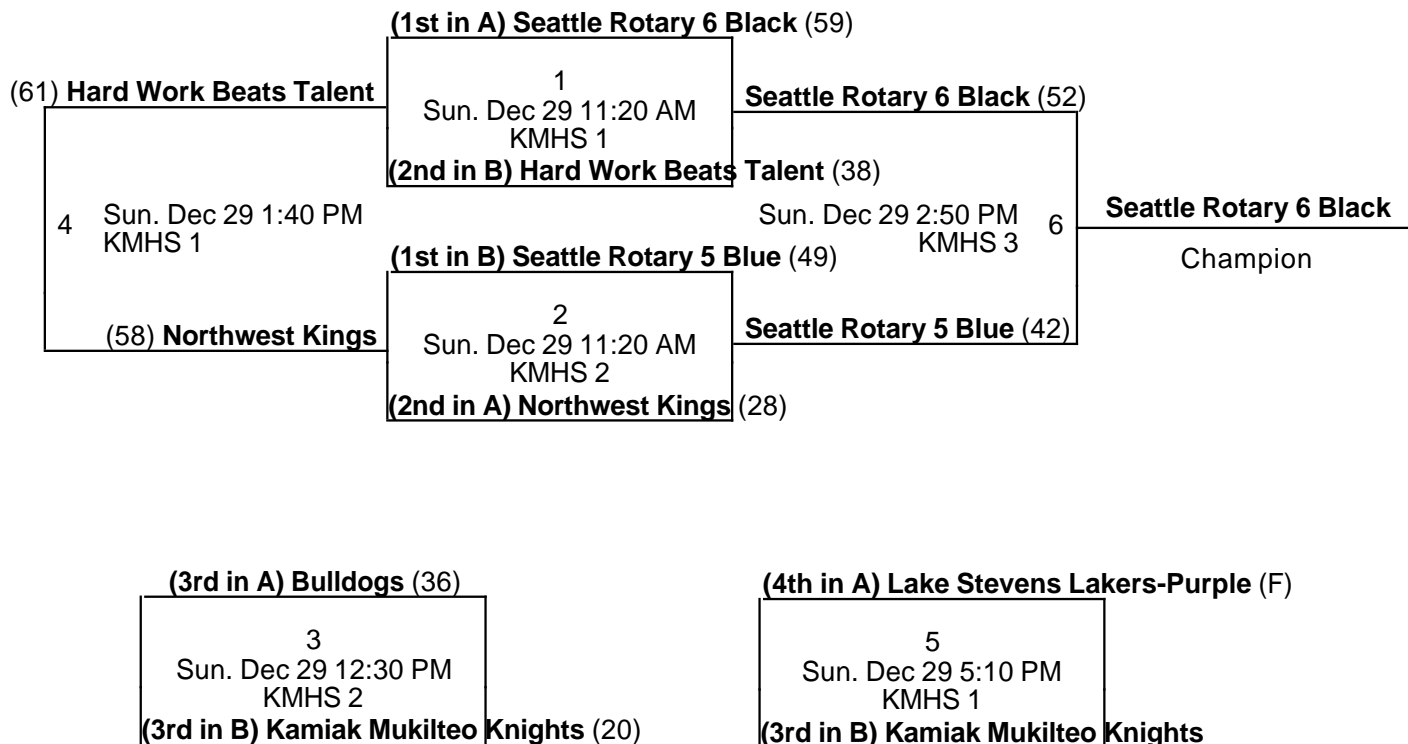 (1st in A) Seattle Rotary 6 Black (59)
(61) Hard Work Beats Talent
1
Sun. Dec 29 11:20 AM
KMHS 1
Seattle Rotary 6 Black (52)
(2nd in B) Hard Work Beats Talent (38)
4
Sun. Dec 29 1:40 PM
KMHS 1
Sun. Dec 29 2:50 PM
KMHS 3
6
Seattle Rotary 6 Black
Champion
(1st in B) Seattle Rotary 5 Blue (49)
(58) Northwest Kings
2
Sun. Dec 29 11:20 AM
KMHS 2
Seattle Rotary 5 Blue (42)
(2nd in A) Northwest Kings (28)
(3rd in A) Bulldogs (36)
3
Sun. Dec 29 12:30 PM
KMHS 2
(3rd in B) Kamiak Mukilteo Knights (20)
(4th in A) Lake Stevens Lakers-Purple (F)
5
Sun. Dec 29 5:10 PM
KMHS 1
(3rd in B) Kamiak Mukilteo Knights